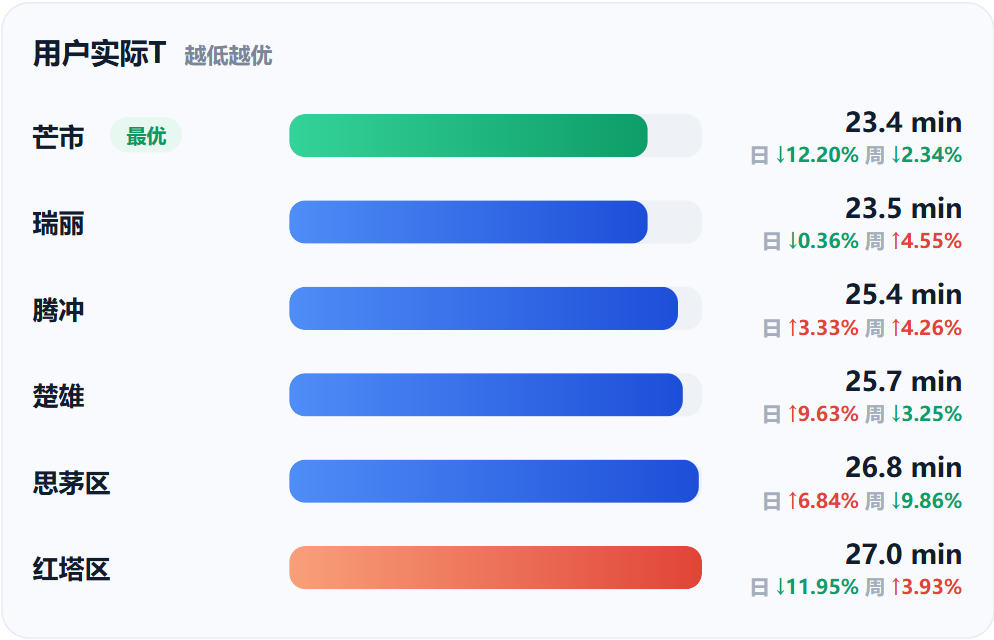 用户实际T 越低越优
芒市 最优 23.4 min
日 ↓12.20% 周 ↓2.34%
瑞丽 23.5 min
日 ↓0.36% 周 ↑4.55%
腾冲 25.4 min
日 ↑3.33% 周 ↑4.26%
楚雄 25.7 min
日 ↑9.63% 周 ↓3.25%
思茅区 26.8 min
日 ↑6.84% 周 ↓9.86%
红塔区 27.0 min
日 ↓11.95% 周 ↑3.93%